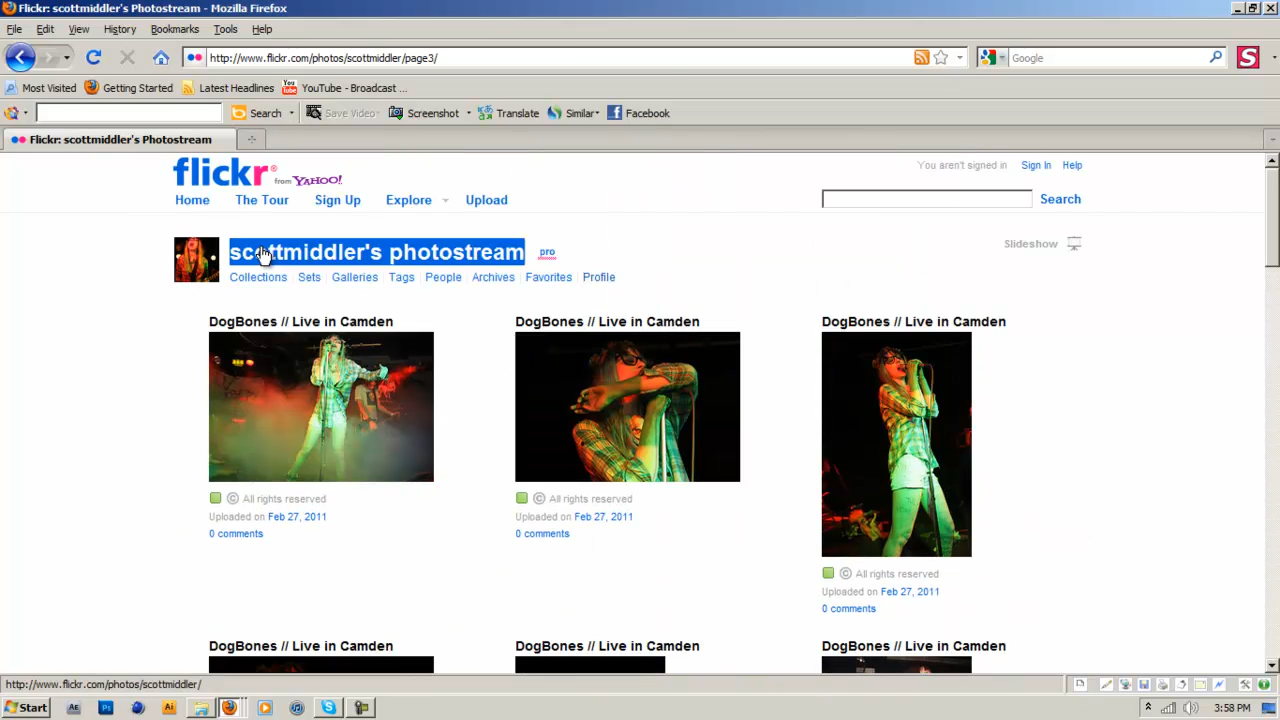 Flickr: scottmiddler's Photostream - Mozilla Firefox
File Edit View History Bookmarks Tools Help
http://www.flickr.com/photos/scottmiddler/page3/ Google S
Most Visited Getting Started Latest Headlines YouTube - Broadcast ...
Search Save Video Screenshot Translate Similar Facebook
Flickr: scottmiddler's Photostream
flickr from YAHOO! You aren't signed in Sign In Help
Home The Tour Sign Up Explore Upload Search
scottmiddler's photostream pro Slideshow
Collections Sets Galleries Tags People Archives Favorites Profile
DogBones // Live in Camden DogBones // Live in Camden DogBones // Live in Camden
© All rights reserved © All rights reserved
Uploaded on Feb 27, 2011 Uploaded on Feb 27, 2011
0 comments 0 comments
© All rights reserved
Uploaded on Feb 27, 2011
0 comments
DogBones // Live in Camden DogBones // Live in Camden DogBones // Live in Camden
http://www.flickr.com/photos/scottmiddler/
Start Ae Ps Ai 3:58 PM